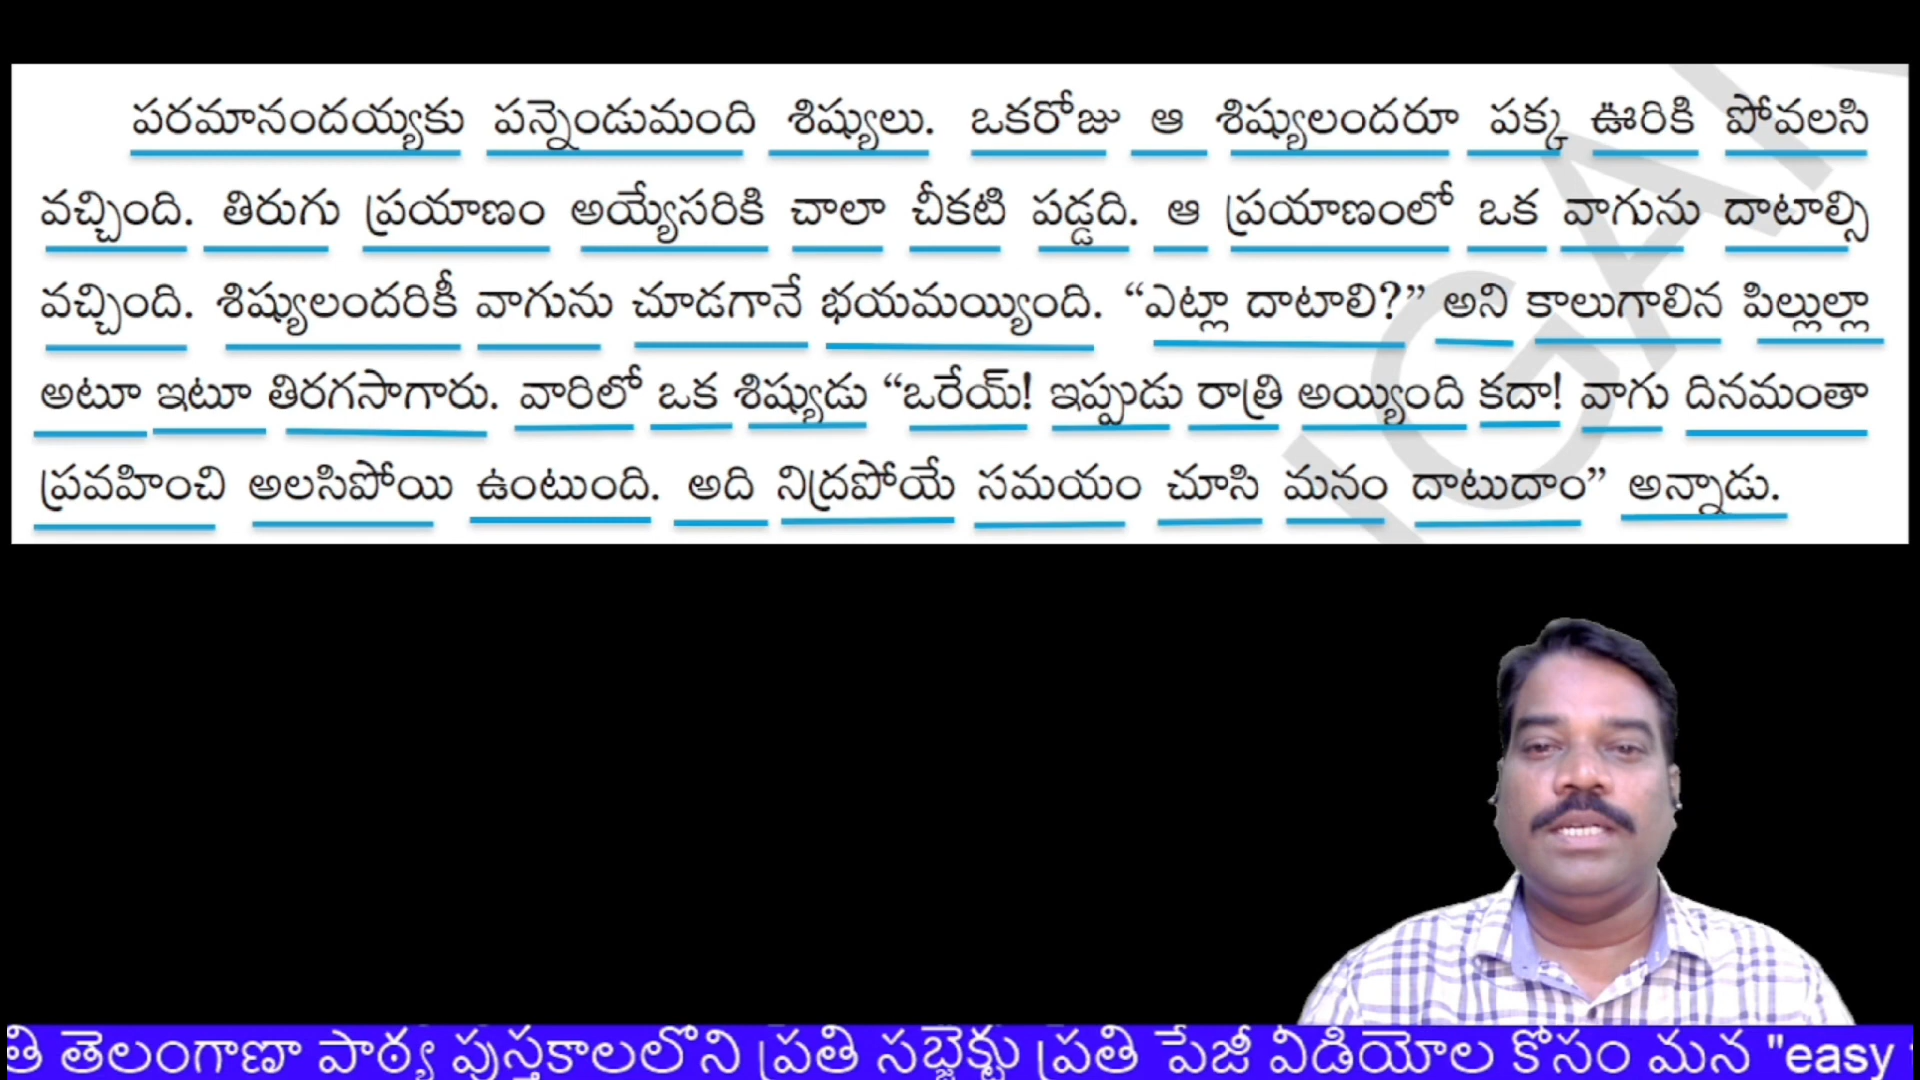 పరమానందయ్యకు పన్నెండుమంది శిష్యులు. ఒకరోజు ఆ శిష్యులందరూ పక్క ఊరికి పోవలసి
వచ్చింది. తిరుగు ప్రయాణం అయ్యేసరికి చాలా చీకటి పడ్డది. ఆ ప్రయాణంలో ఒక వాగును దాటాల్సి
వచ్చింది. శిష్యులందరికీ వాగును చూడగానే భయమయ్యింది. “ఎట్లా దాటాలి?” అని కాలుగాలిన పిల్లుల్లా
అటూ ఇటూ తిరగసాగారు. వారిలో ఒక శిష్యుడు “ఒరేయ్! ఇప్పుడు రాత్రి అయ్యింది కదా! వాగు దినమంతా
ప్రవహించి అలసిపోయి ఉంటుంది. అది నిద్రపోయే సమయం చూసి మనం దాటుదాం” అన్నాడు.
తెలంగాణా పాఠ్య పుస్తకాలలొని ప్రతి సబ్జెక్టు ప్రతి పేజీ వీడియోల కోసం మన "easy